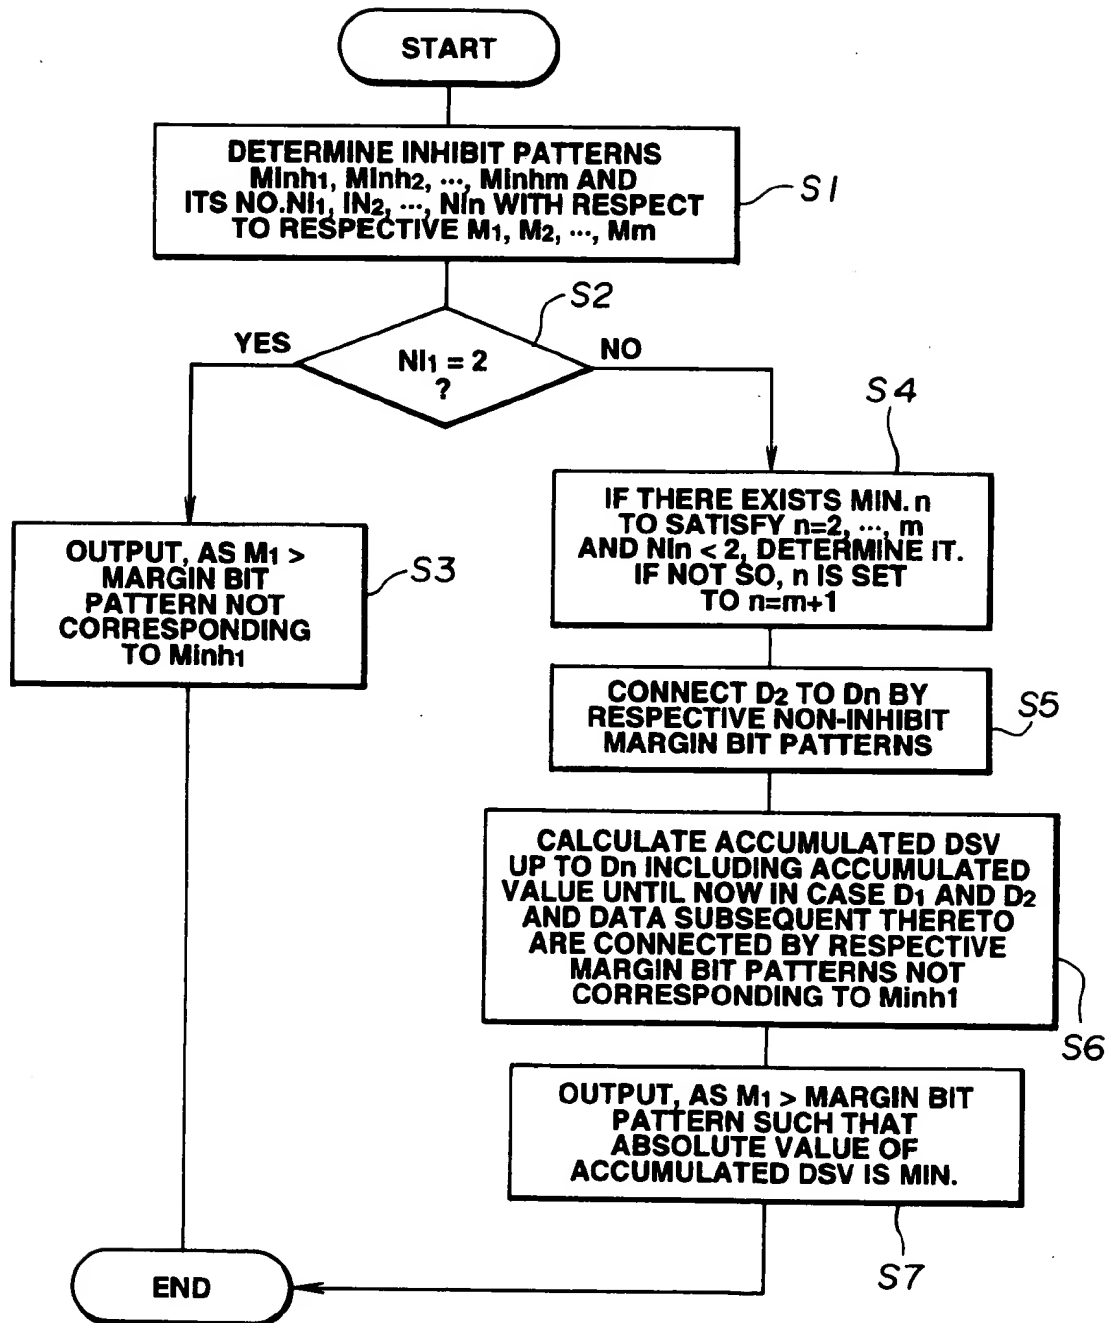 START
DETERMINE INHIBIT PATTERNS
Minh1, Minh2, ···, Minhm AND
ITS NO.NI1, IN2, ···, NIn WITH RESPECT
TO RESPECTIVE M1, M2, ···, Mm
S1
S2
YES
NI1 = 2
?
NO
S4
IF THERE EXISTS MIN. n
TO SATISFY n=2, ···, m
AND NIn < 2, DETERMINE IT.
IF NOT SO, n IS SET
TO n=m+1
OUTPUT, AS M1 >
MARGIN BIT
PATTERN NOT
CORRESPONDING
TO Minh1
S3
CONNECT D2 TO Dn BY
RESPECTIVE NON-INHIBIT
MARGIN BIT PATTERNS
S5
CALCULATE ACCUMULATED DSV
UP TO Dn INCLUDING ACCUMULATED
VALUE UNTIL NOW IN CASE D1 AND D2
AND DATA SUBSEQUENT THERETO
ARE CONNECTED BY RESPECTIVE
MARGIN BIT PATTERNS NOT
CORRESPONDING TO Minh1
S6
OUTPUT, AS M1 > MARGIN BIT
PATTERN SUCH THAT
ABSOLUTE VALUE OF
ACCUMULATED DSV IS MIN.
S7
END